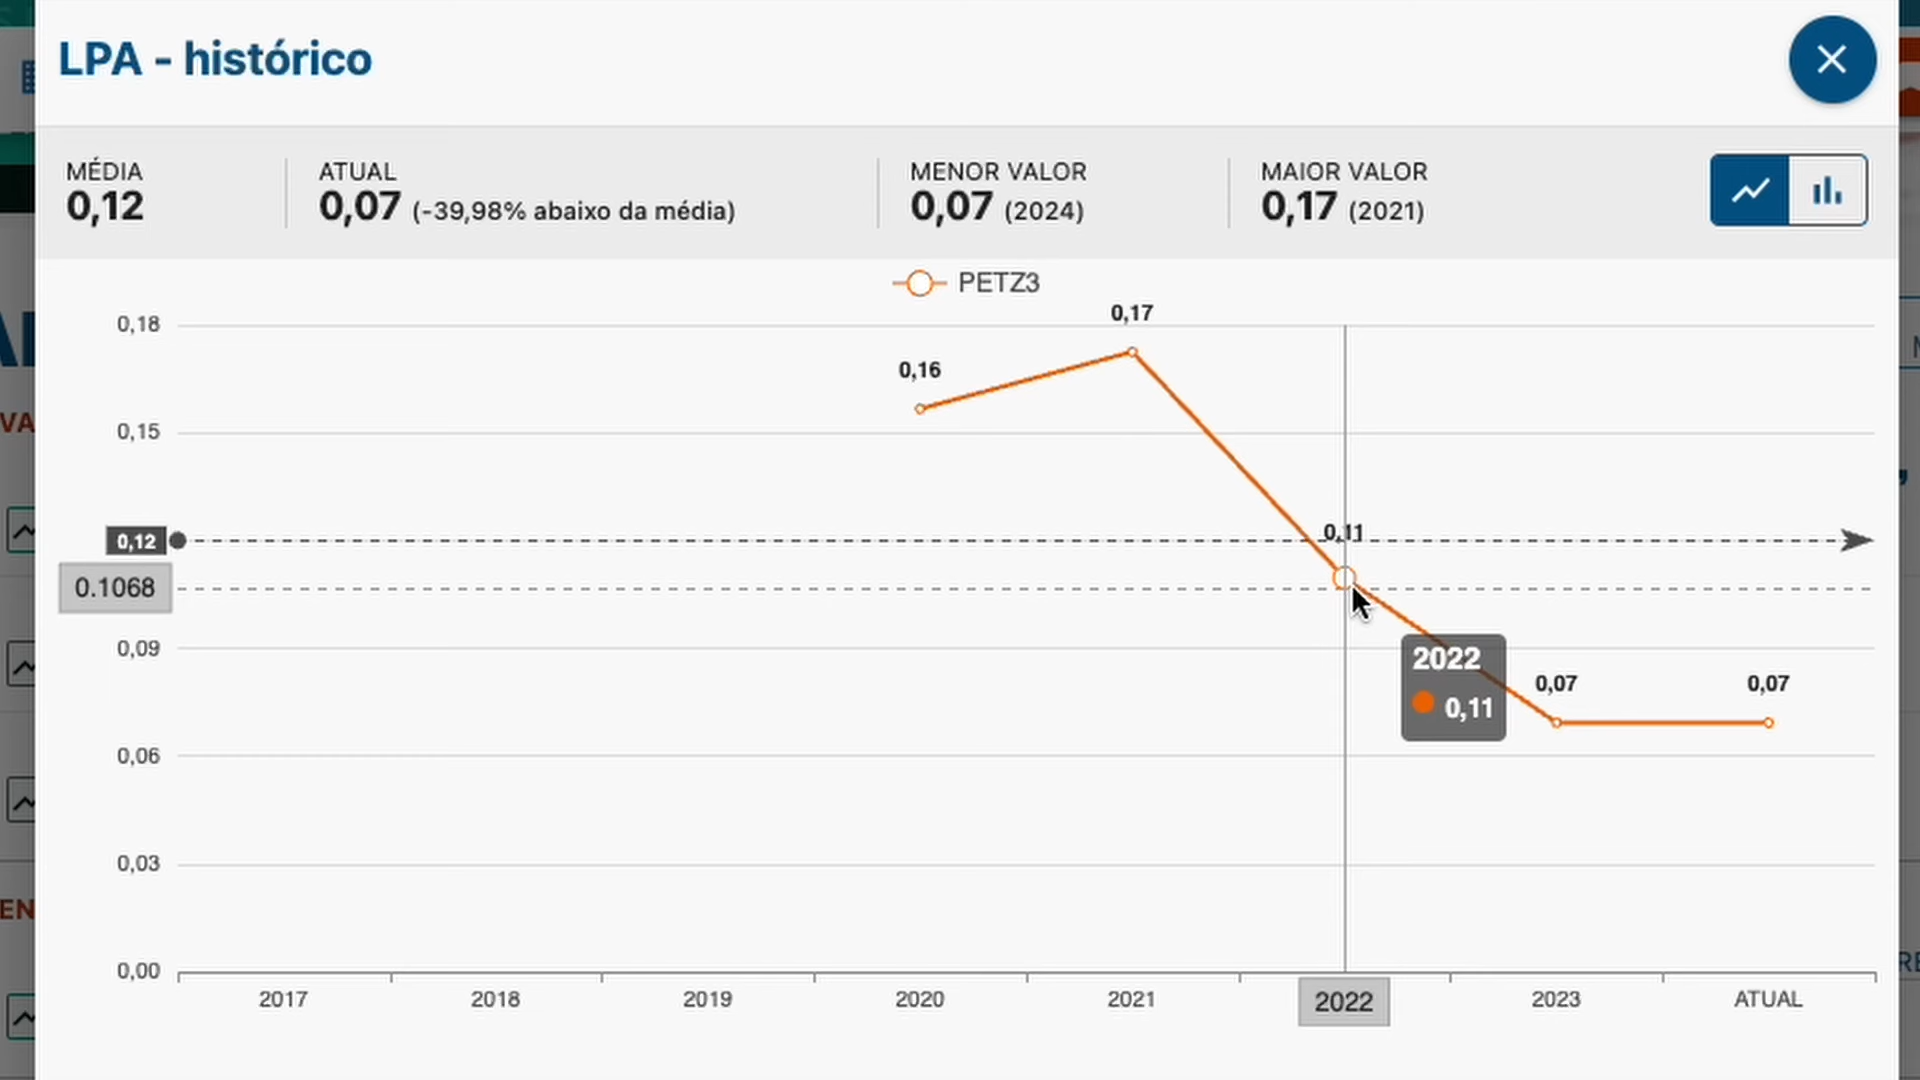 LPA - histórico
MÉDIA
0,12
ATUAL
0,07 (-39,98% abaixo da média)
MENOR VALOR
0,07 (2024)
MAIOR VALOR
0,17 (2021)
PETZ3
0,18
0,17
0,16
0,15
0,12
0,11
0.1068
0,09
2022
0,11
0,07
0,07
0,06
0,03
0,00
2017
2018
2019
2020
2021
2022
2023
ATUAL
VA
EN